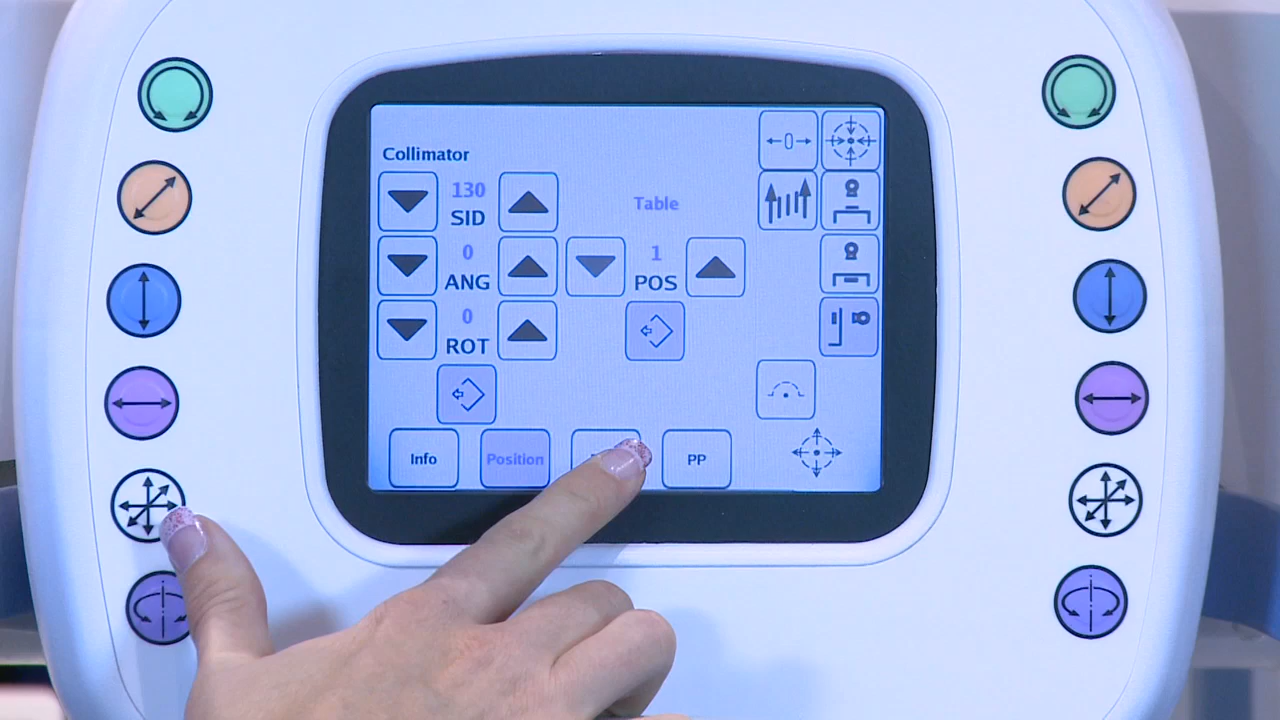 Collimator
130
SID
Table
0
ANG
1
POS
0
ROT
Info
Position
PP